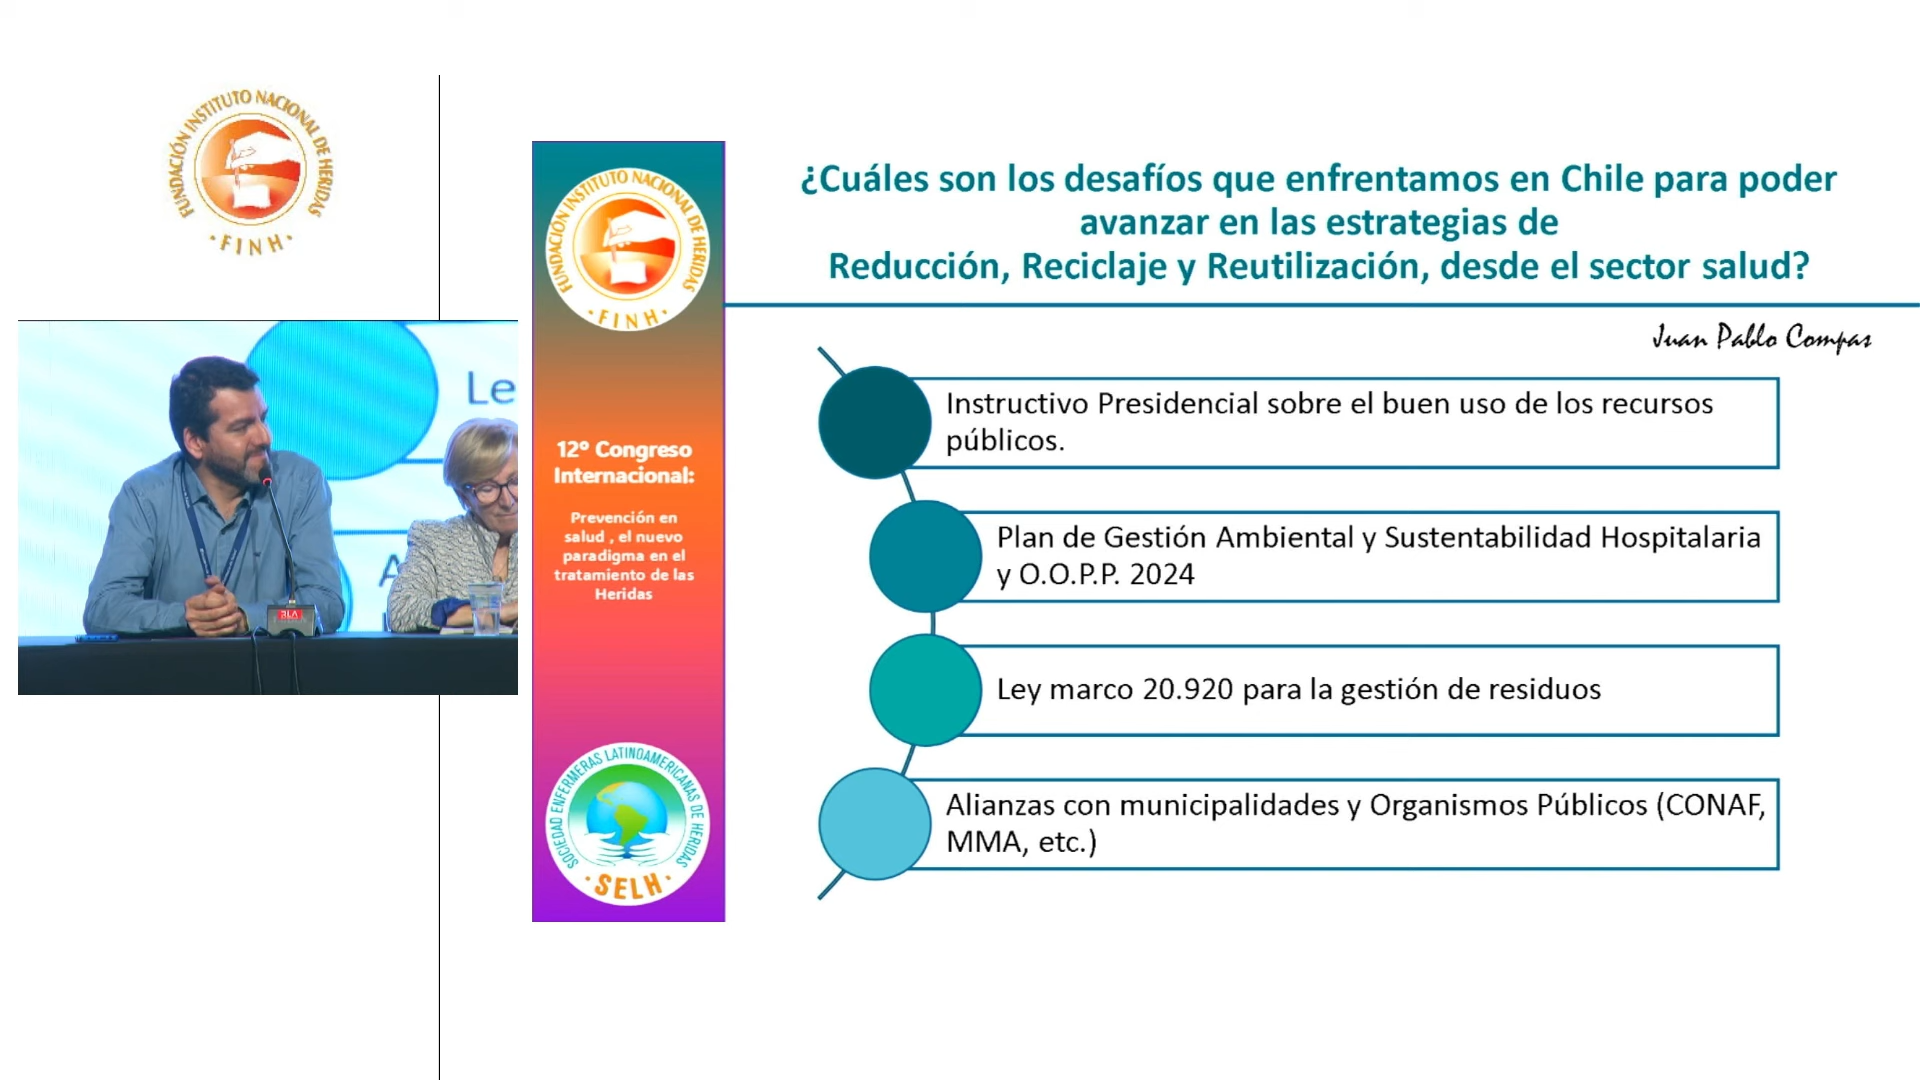 FUNDACIÓN INSTITUTO NACIONAL DE HERIDAS
· FINH ·
Le
A
RLA
FUNDACIÓN INSTITUTO NACIONAL DE HERIDAS
· FINH ·
12º Congreso
Internacional:
Prevención en
salud , el nuevo
paradigma en el
tratamiento de las
Heridas
SOCIEDAD ENFERMERAS LATINOAMERICANAS DE HERIDAS
· SELH ·
¿Cuáles son los desafíos que enfrentamos en Chile para poder
avanzar en las estrategias de
Reducción, Reciclaje y Reutilización, desde el sector salud?
Juan Pablo Compas
Instructivo Presidencial sobre el buen uso de los recursos
públicos.
Plan de Gestión Ambiental y Sustentabilidad Hospitalaria
y O.O.P.P. 2024
Ley marco 20.920 para la gestión de residuos
Alianzas con municipalidades y Organismos Públicos (CONAF,
MMA, etc.)